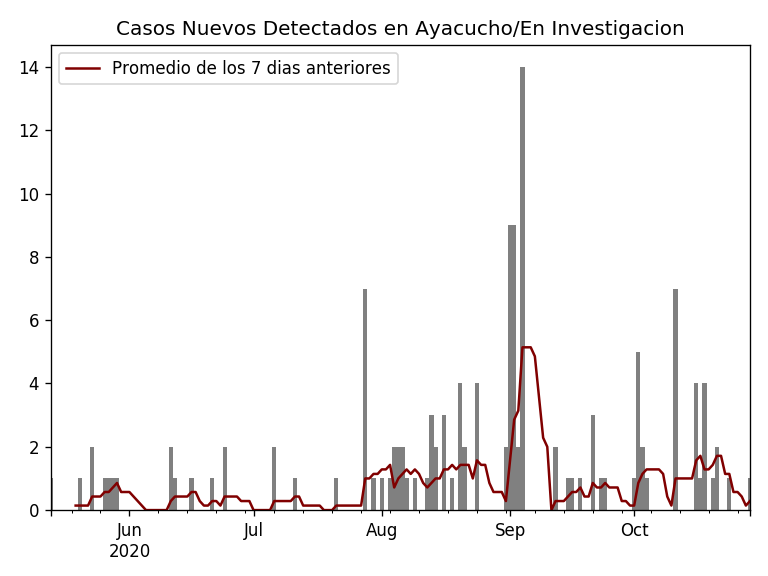 Casos Nuevos Detectados en Ayacucho/En Investigacion
Promedio de los 7 dias anteriores
14
12
10
8
6
4
2
0
Jun
2020
Jul
Aug
Sep
Oct